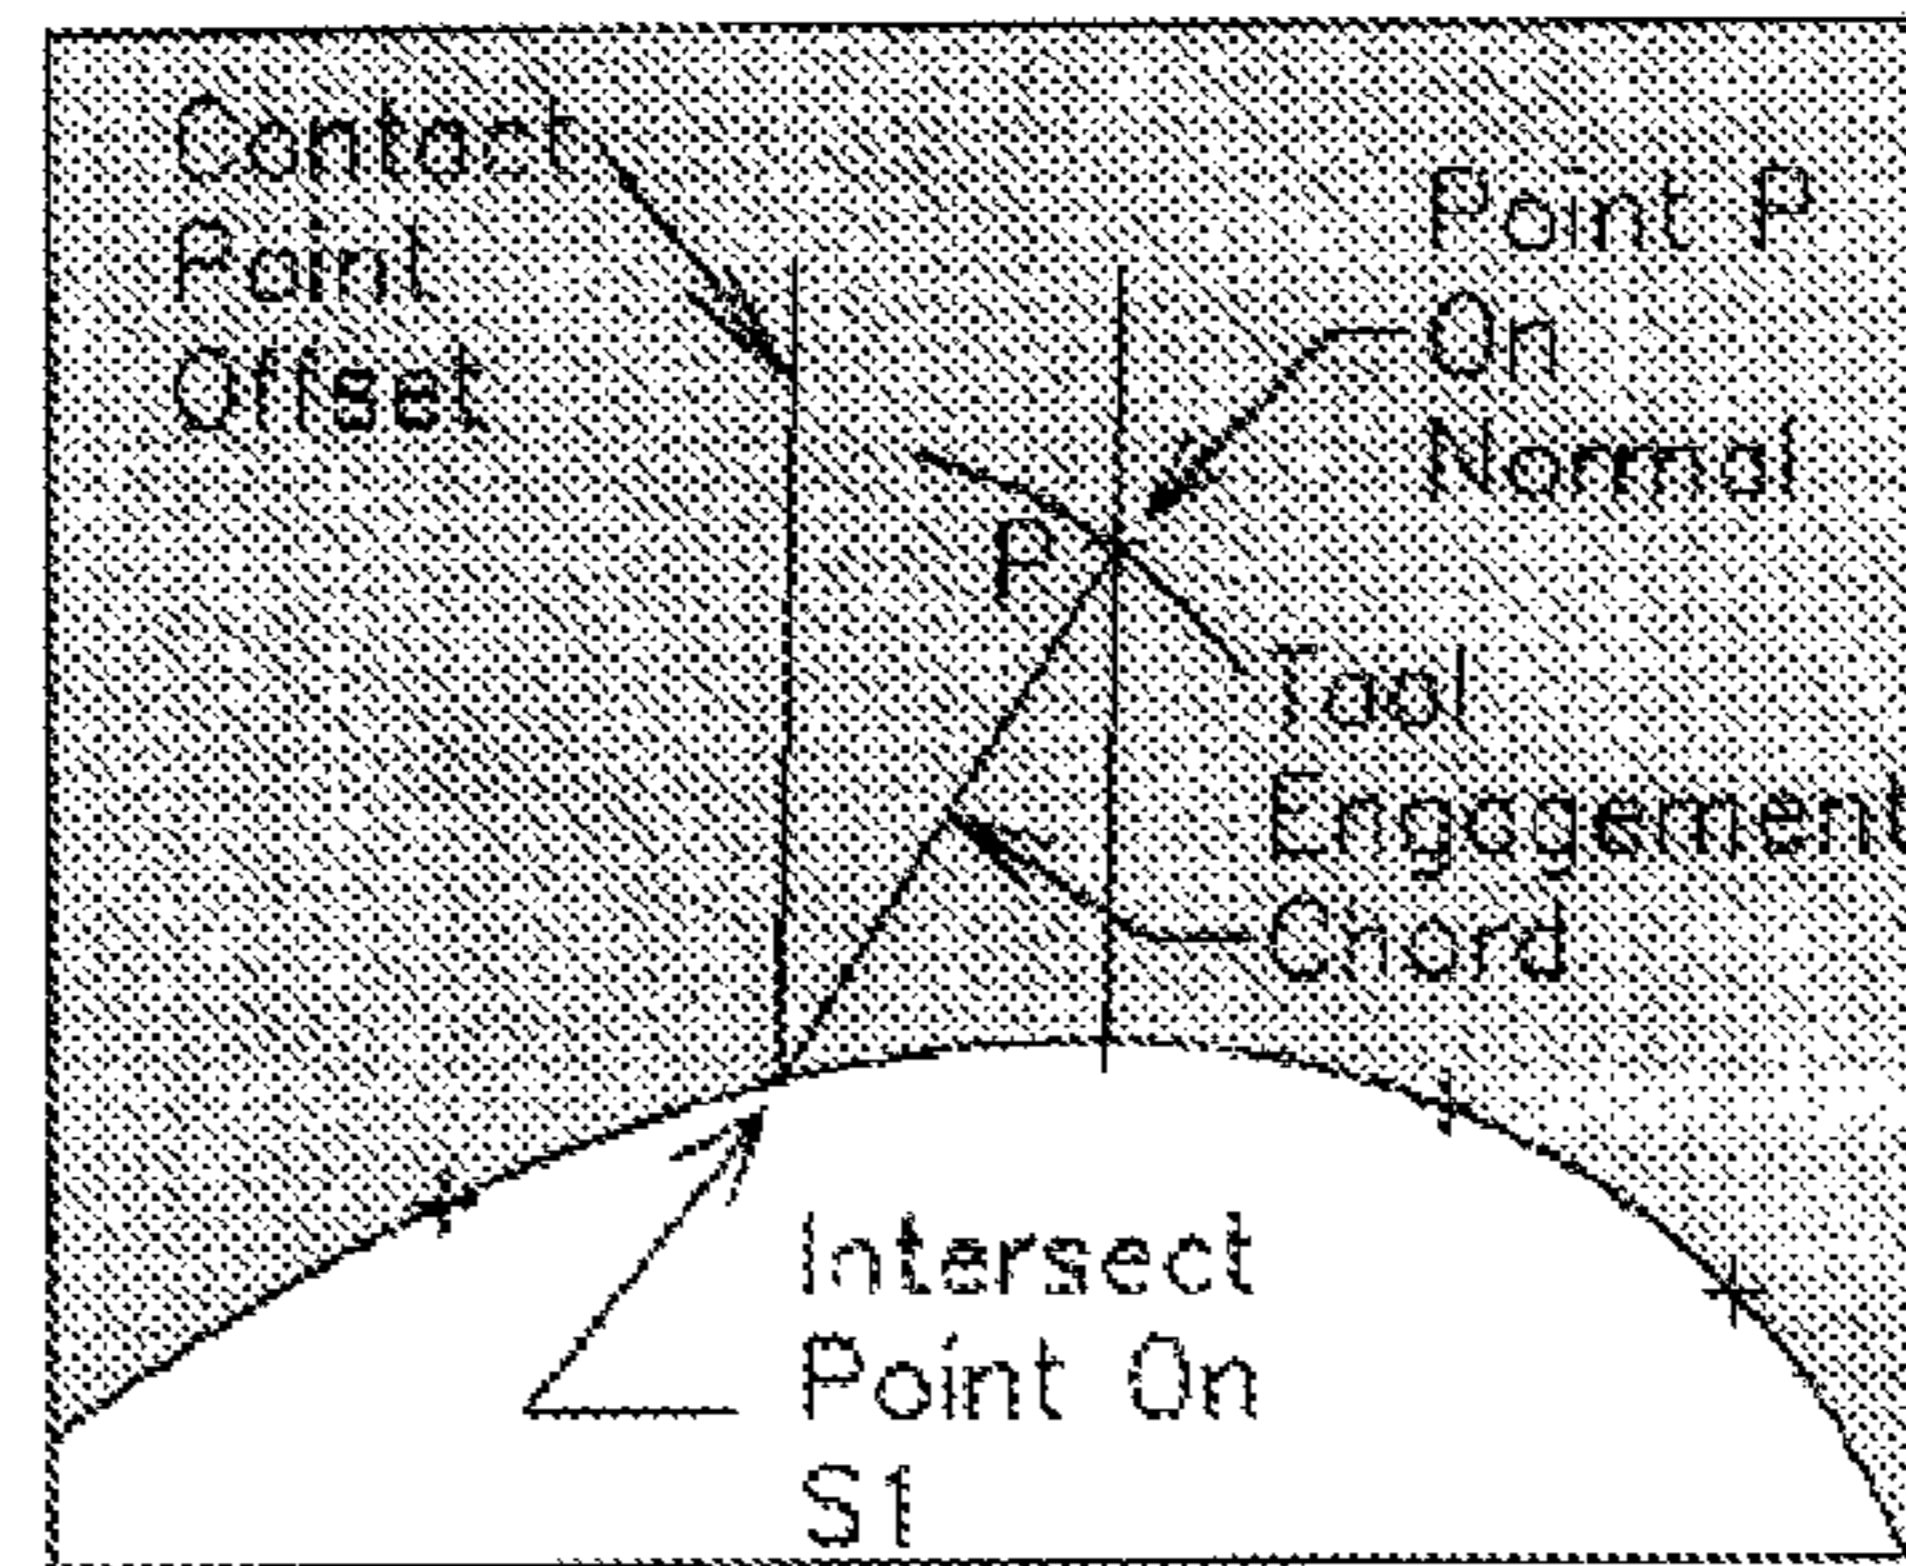 Contact
Point
Offset
Point P
On
Normal
P
Tool
Engagement
Chord
Intersect
Point On
S1